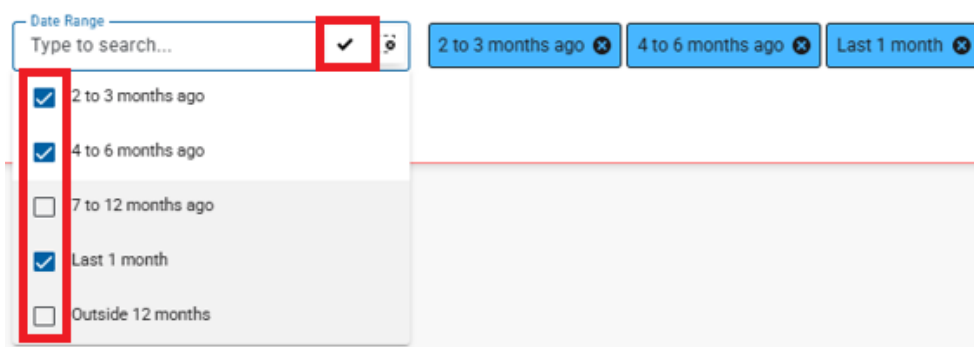 Date Range
Type to search...
2 to 3 months ago
4 to 6 months ago
Last 1 month
2 to 3 months ago
4 to 6 months ago
7 to 12 months ago
Last 1 month
Outside 12 months